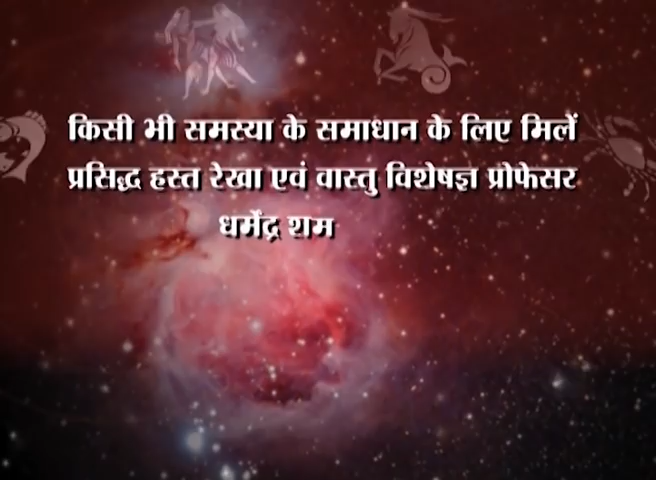 किसी भी समस्या के समाधान के लिए मिलें
प्रसिद्ध हस्त रेखा एवं वास्तु विशेषज्ञ प्रोफेसर
धर्मेंद्र शम